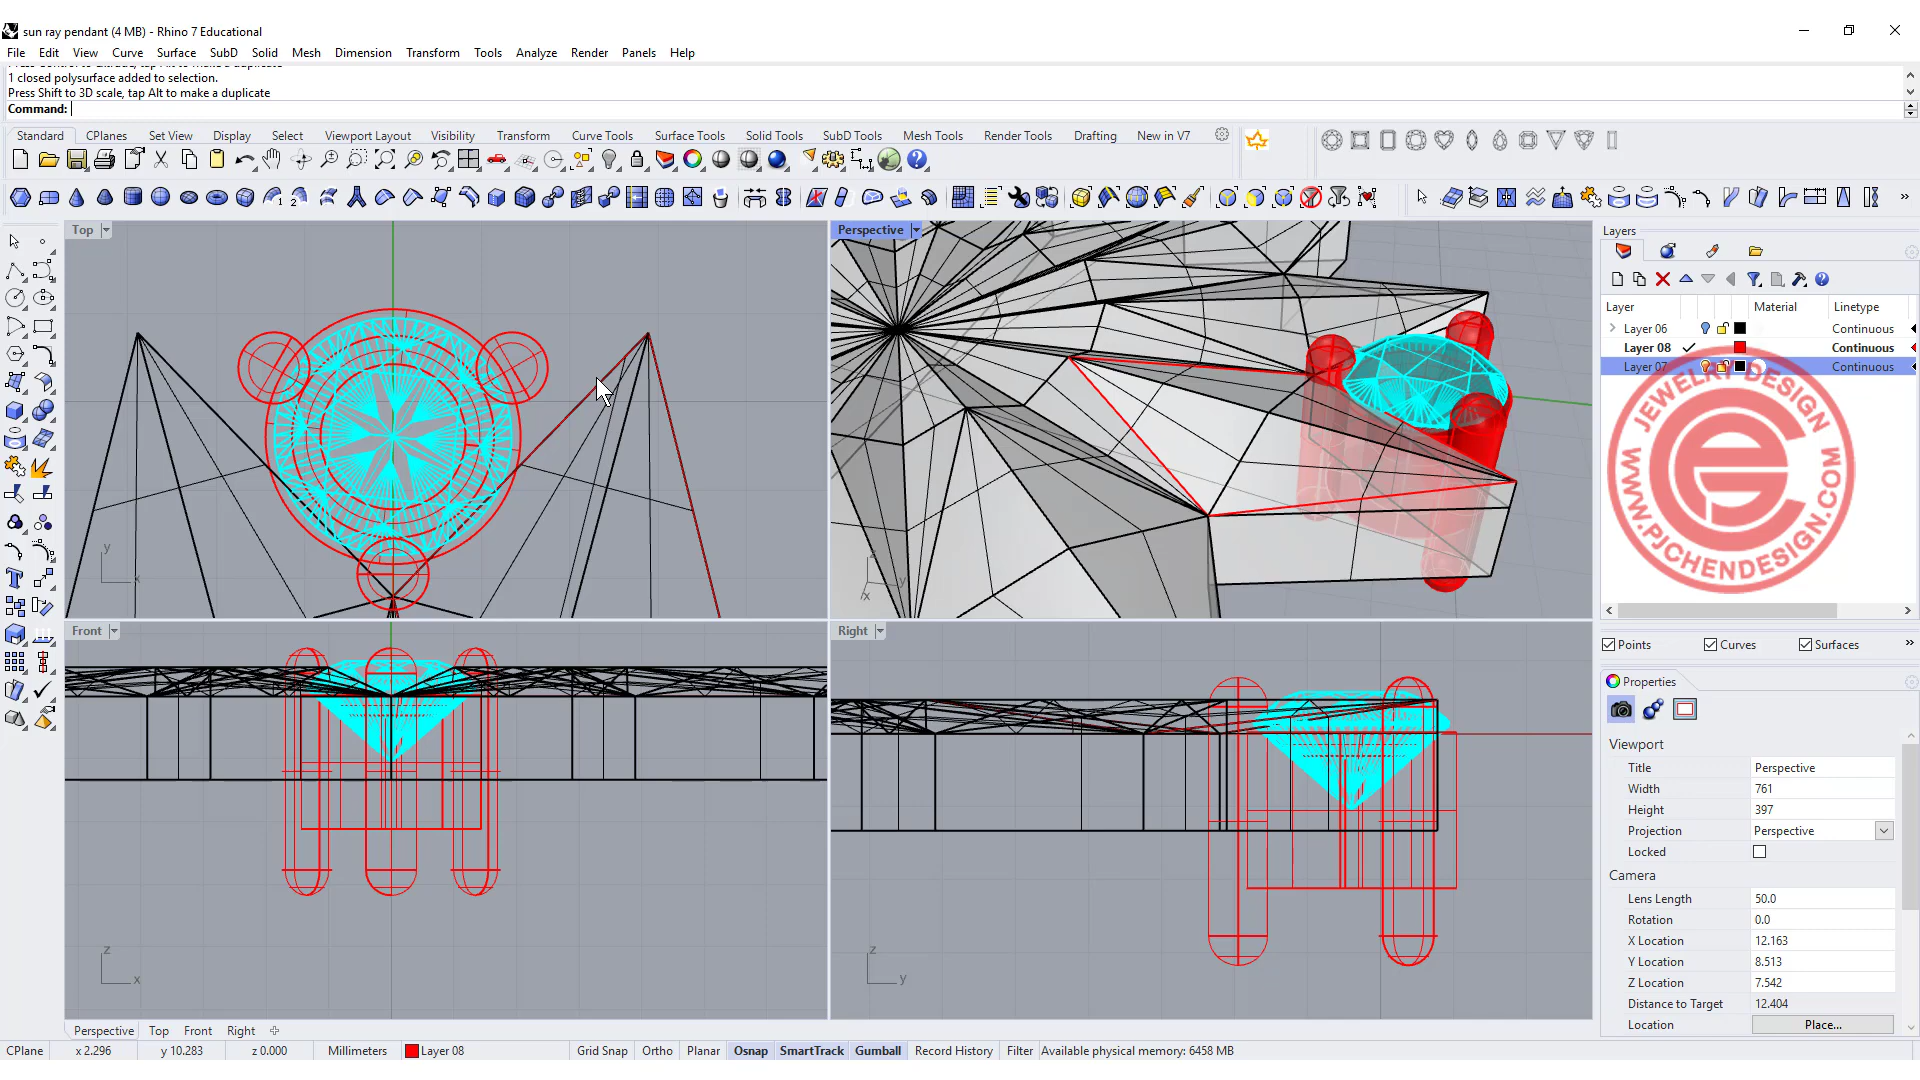 sun ray pendant (4 MB) - Rhino 7 Educational
File Edit View Curve Surface SubD Solid Mesh Dimension Transform Tools Analyze Render Panels Help
1 closed polysurface added to selection.
Press Shift to 3D scale, tap Alt to make a duplicate
Command:
Standard CPlanes Set View Display Select Viewport Layout Visibility Transform Curve Tools Surface Tools Solid Tools SubD Tools Mesh Tools Render Tools Drafting New in V7
Top
Perspective
Layers
Layer Material Linetype
Layer 06 Continuous
Layer 08 Continuous
Layer 07 Continuous
JEWELRY DESIGN
WWW.PJCHENDESIGN.COM
y
x
z
y
x
Front
Right
Points Curves Surfaces
Properties
Viewport
Title Perspective
Width 761
Height 397
Projection Perspective
Locked
Camera
Lens Length 50.0
Rotation 0.0
X Location 12.163
Y Location 8.513
Z Location 7.542
Distance to Target 12.404
Location Place...
z
x
z
y
Perspective Top Front Right
CPlane x 2.296 y 10.283 z 0.000 Millimeters Layer 08 Grid Snap Ortho Planar Osnap SmartTrack Gumball Record History Filter Available physical memory: 6458 MB